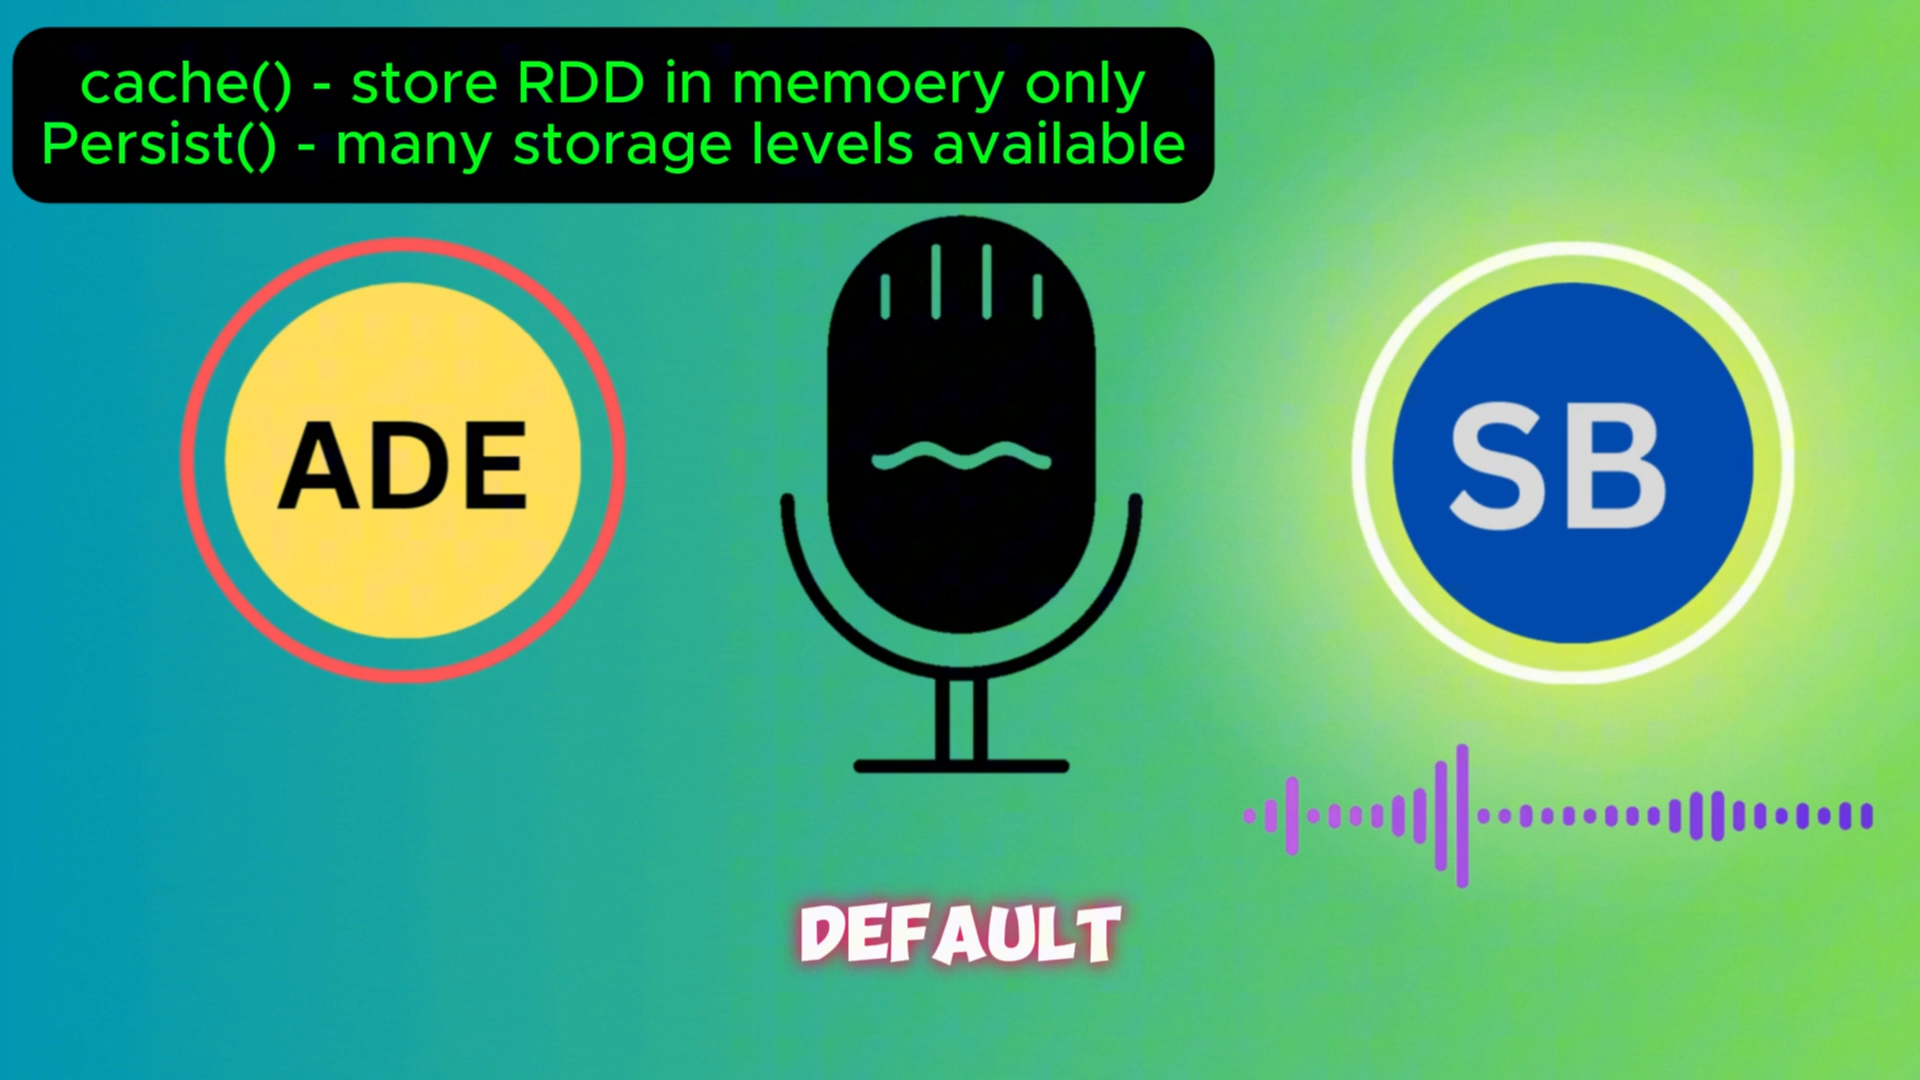 cache() - store RDD in memoery only
Persist() - many storage levels available
ADE
SB
DEFAULT